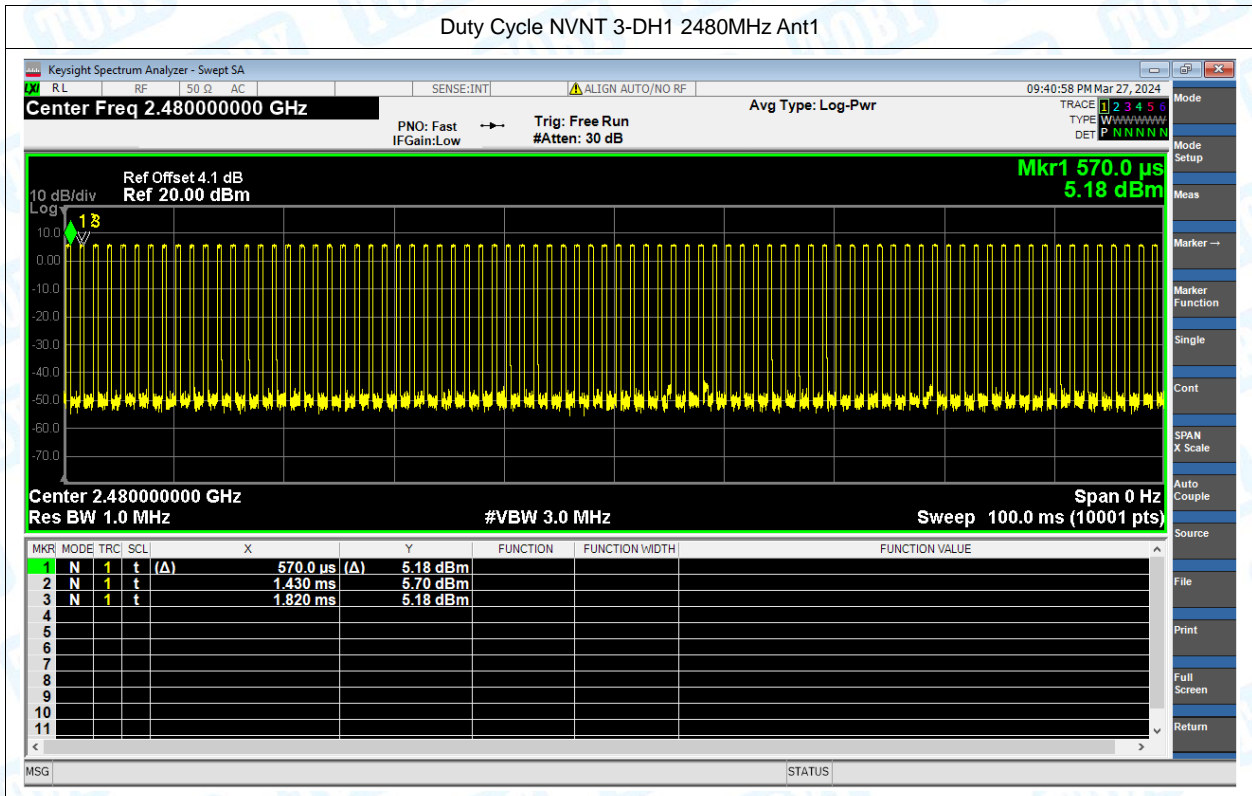 Duty Cycle NVNT 3-DH1 2480MHz Ant1
Keysight Spectrum Analyzer - Swept SA
LXI RL RF 50 Ω AC SENSE:INT ALIGN AUTO/NO RF 09:40:58 PM Mar 27, 2024
Center Freq 2.480000000 GHz
PNO: Fast
IFGain:Low
Trig: Free Run
#Atten: 30 dB
Avg Type: Log-Pwr
TRACE 1 2 3 4 5 6
TYPE WWWWWWW
DET P N N N N N
Mkr1 570.0 µs
5.18 dBm
Ref Offset 4.1 dB
10 dB/div Ref 20.00 dBm
Log
1 3
10.0
0.00
-10.0
-20.0
-30.0
-40.0
-50.0
-60.0
-70.0
Center 2.480000000 GHz Span 0 Hz
Res BW 1.0 MHz #VBW 3.0 MHz Sweep 100.0 ms (10001 pts)
MKR MODE TRC SCL X Y FUNCTION FUNCTION WIDTH FUNCTION VALUE
1 N 1 t (Δ) 570.0 µs (Δ) 5.18 dBm
2 N 1 t 1.430 ms 5.70 dBm
3 N 1 t 1.820 ms 5.18 dBm
4
5
6
7
8
9
10
11
MSG STATUS
Mode
Mode
Setup
Meas
Marker →
Marker
Function
Single
Cont
SPAN
X Scale
Auto
Couple
Source
File
Print
Full
Screen
Return
TOBY